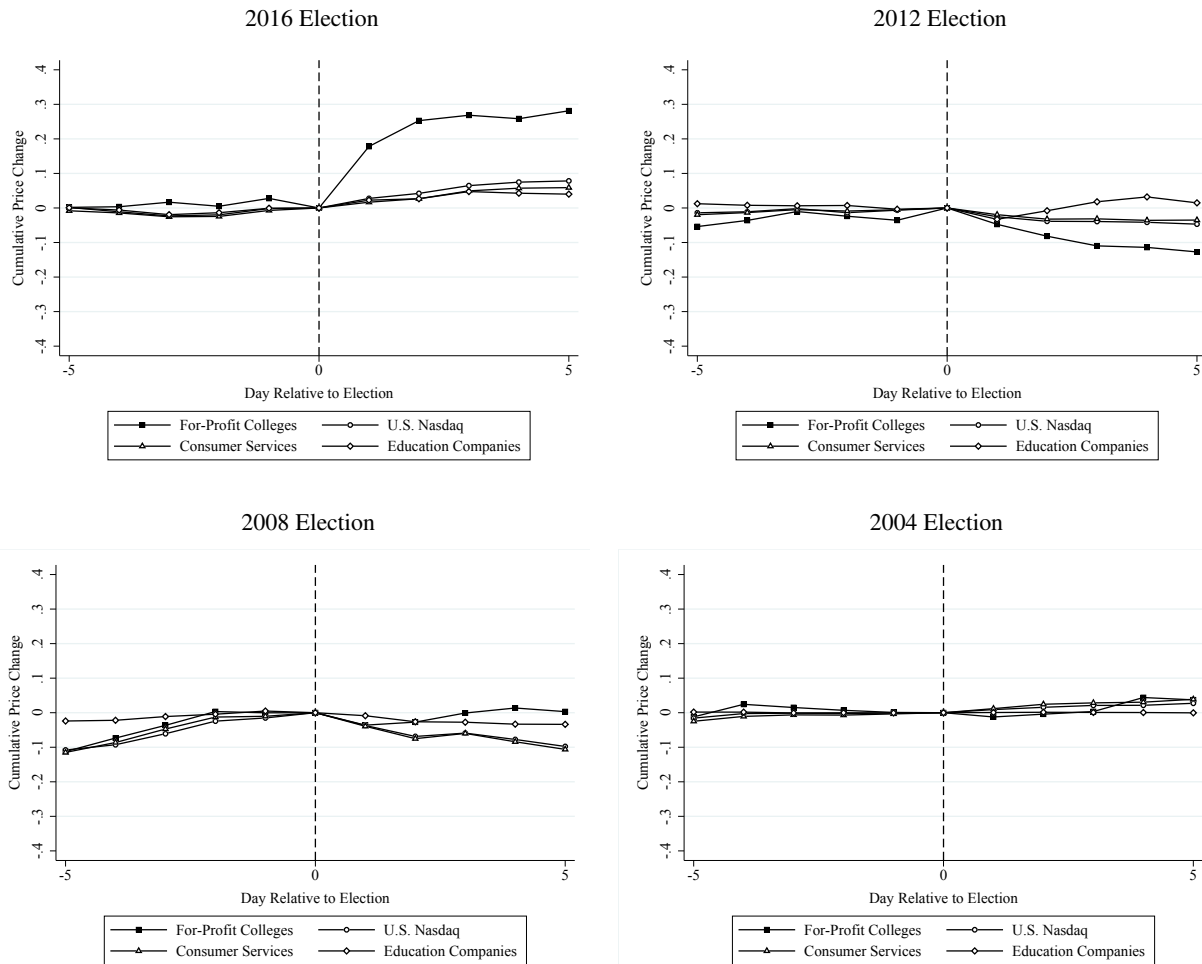 2016 Election
Cumulative Price Change
.4
.3
.2
.1
0
-.1
-.2
-.3
-.4
-5
0
5
Day Relative to Election
For-Profit Colleges
U.S. Nasdaq
Consumer Services
Education Companies
2012 Election
Cumulative Price Change
.4
.3
.2
.1
0
-.1
-.2
-.3
-.4
-5
0
5
Day Relative to Election
For-Profit Colleges
U.S. Nasdaq
Consumer Services
Education Companies
2008 Election
Cumulative Price Change
.4
.3
.2
.1
0
-.1
-.2
-.3
-.4
-5
0
5
Day Relative to Election
For-Profit Colleges
U.S. Nasdaq
Consumer Services
Education Companies
2004 Election
Cumulative Price Change
.4
.3
.2
.1
0
-.1
-.2
-.3
-.4
-5
0
5
Day Relative to Election
For-Profit Colleges
U.S. Nasdaq
Consumer Services
Education Companies